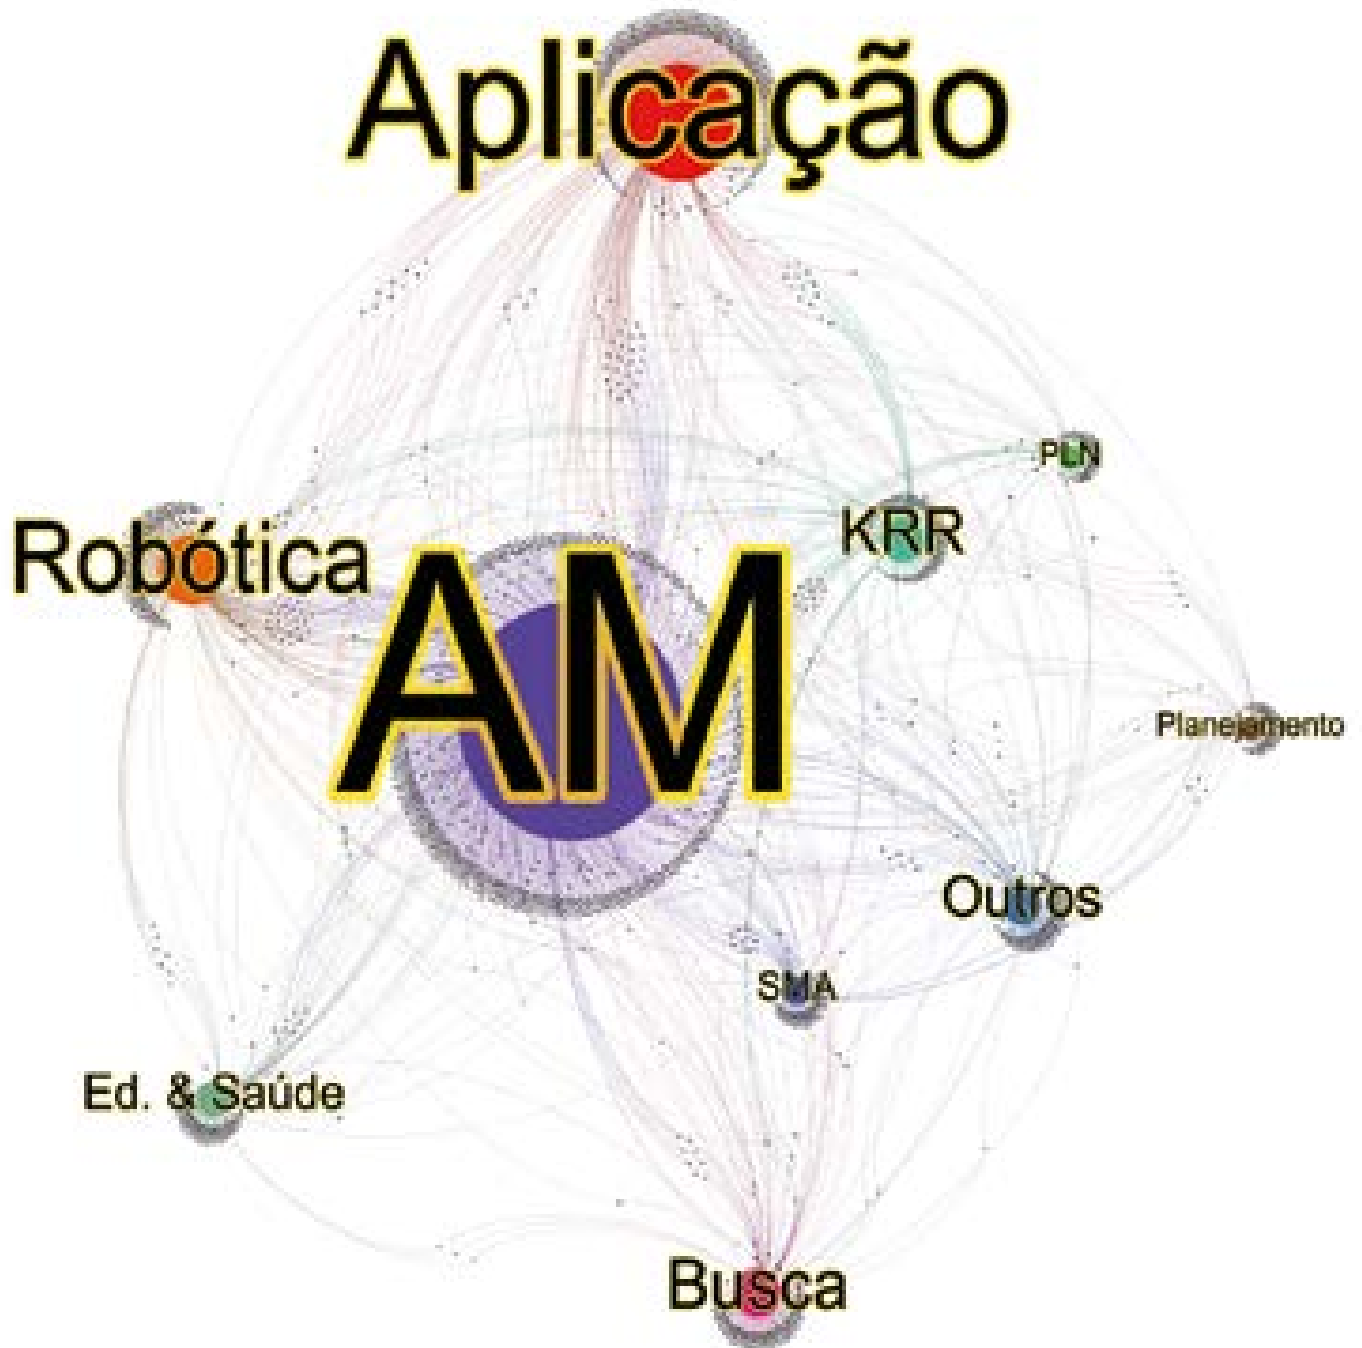 Aplicação
PLN
KRR
Robótica
AM
Planejamento
Outros
SMA
Ed. & Saúde
Busca